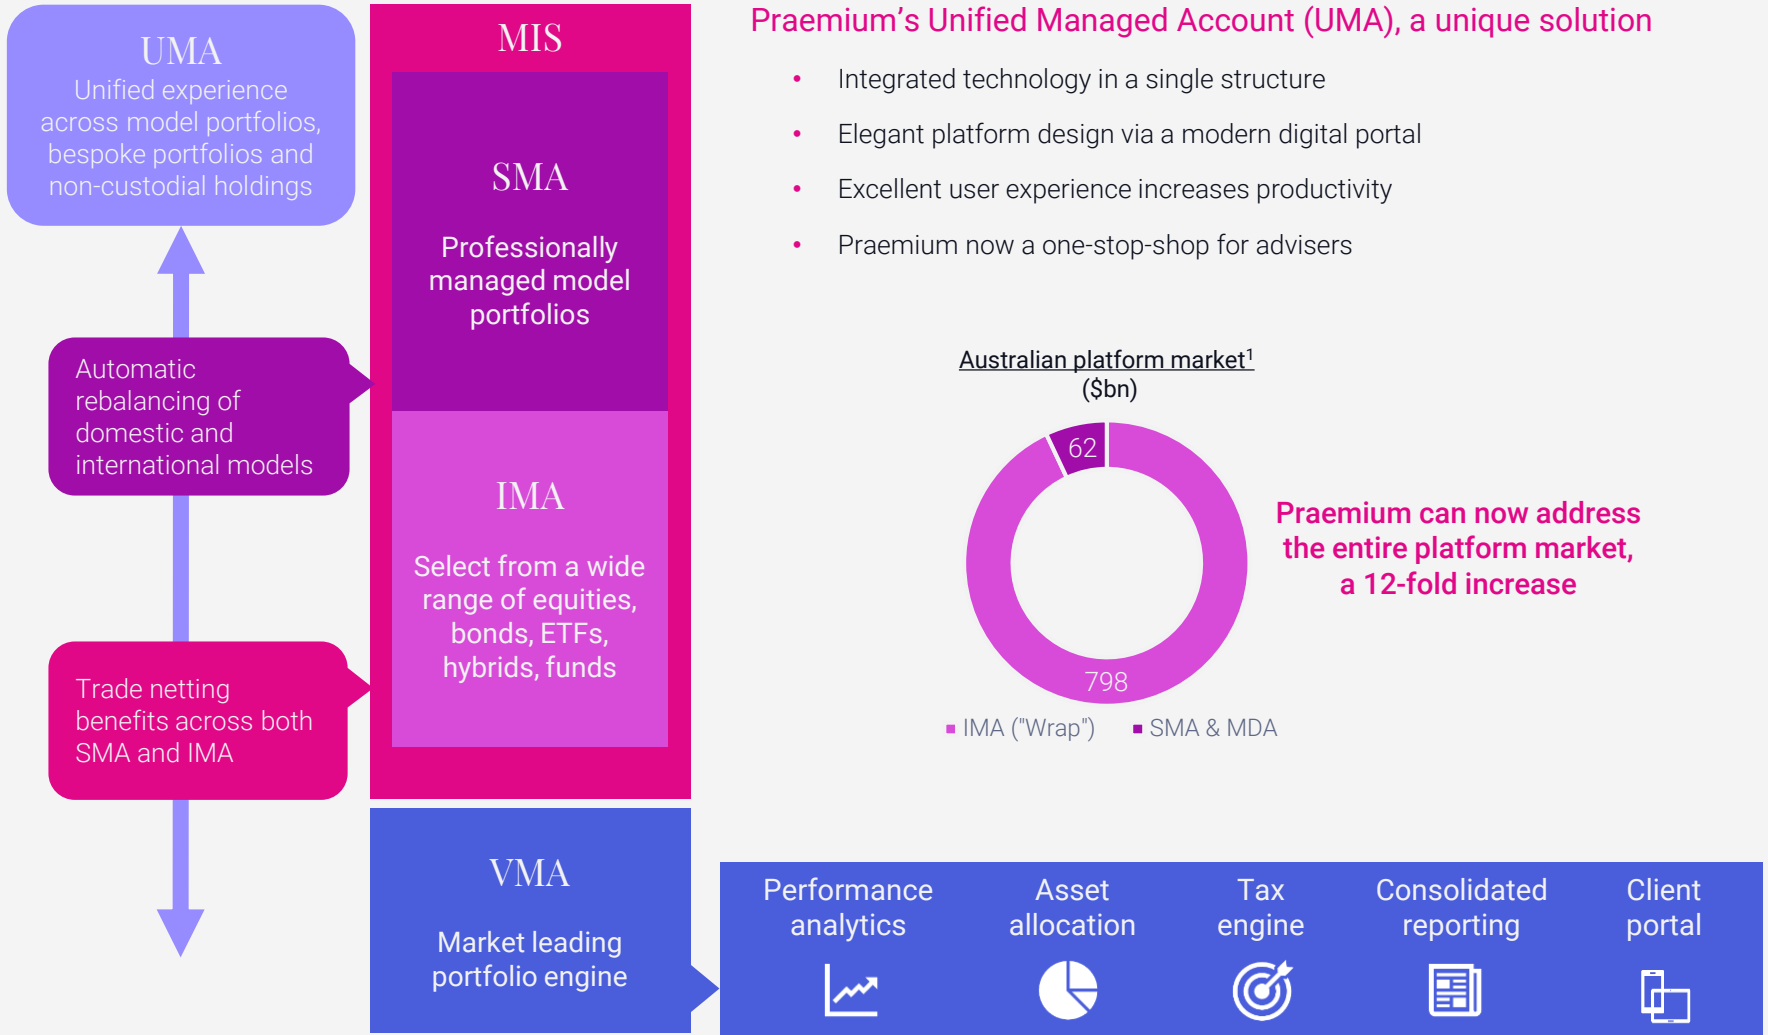 UMA
Unified experience
across model portfolios,
bespoke portfolios and
non-custodial holdings
Automatic
rebalancing of
domestic and
international models
Trade netting
benefits across both
SMA and IMA
MIS
SMA
Professionally
managed model
portfolios
IMA
Select from a wide
range of equities,
bonds, ETFs,
hybrids, funds
VMA
Market leading
portfolio engine
Praemium's Unified Managed Account (UMA), a unique solution
• Integrated technology in a single structure
• Elegant platform design via a modern digital portal
• Excellent user experience increases productivity
• Praemium now a one-stop-shop for advisers
Australian platform market¹
($bn)
62
798
IMA ("Wrap") SMA & MDA
Praemium can now address
the entire platform market,
a 12-fold increase
Performance
analytics
Asset
allocation
Tax
engine
Consolidated
reporting
Client
portal